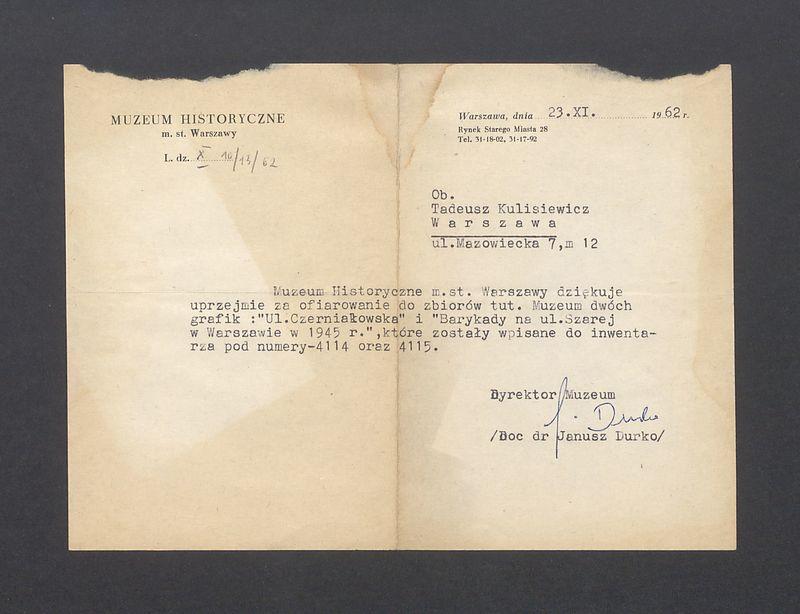 MUZEUM HISTORYCZNE
m. st. Warszawy
L. dz. X 10/13/62
Warszawa, dnia 23.XI. 1962 r.
Rynek Starego Miasta 28
Tel. 31-18-02, 31-17-92
Ob.
Tadeusz Kulisiewicz
W a r s z a w a
ul.Mazowiecka 7,m 12
Muzeum Historyczne m.st. Warszawy dziękuje
uprzejmie za ofiarowanie do zbiorów tut. Muzeum dwóch
grafik :"Ul.Czerniakowska" i "Barykady na ul.Szarej
w Warszawie w 1945 r.",które zostały wpisane do inwenta-
rza pod numery-4114 oraz 4115.
Dyrektor Muzeum
J. Durko
/Doc dr Janusz Durko/